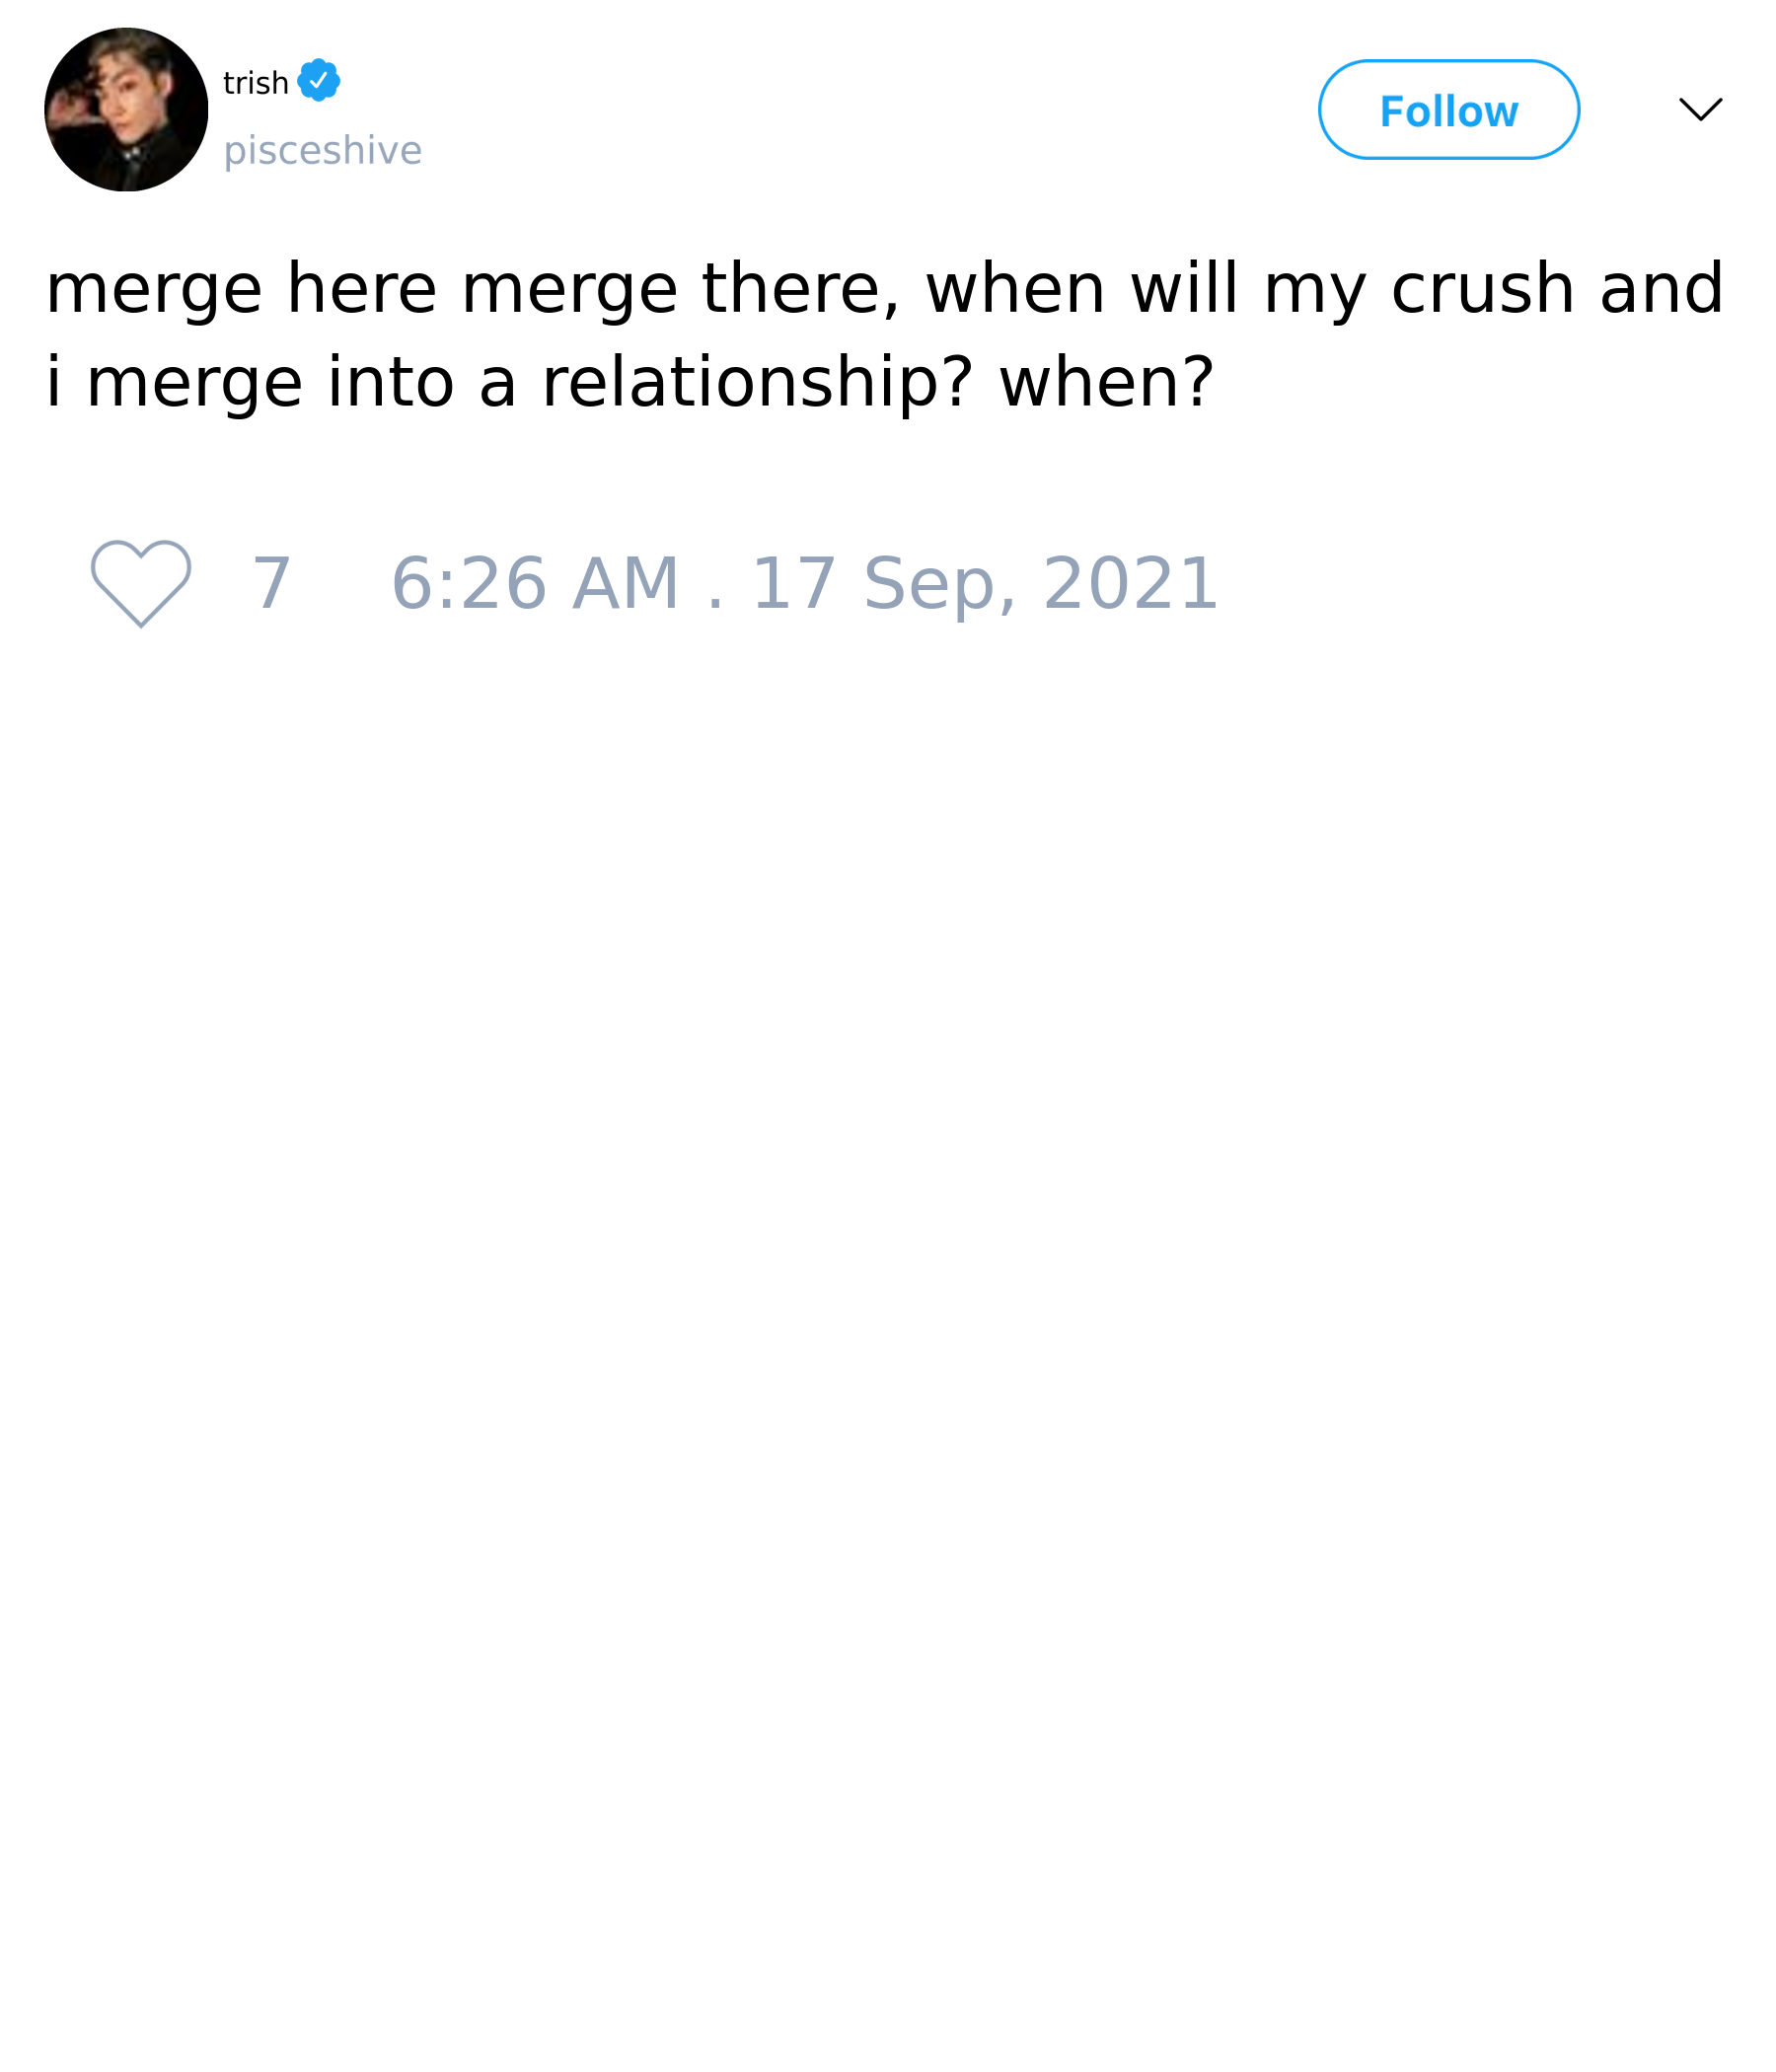 trish
pisceshive
Follow
merge here merge there, when will my crush and
i merge into a relationship? when?
7 6:26 AM . 17 Sep, 2021